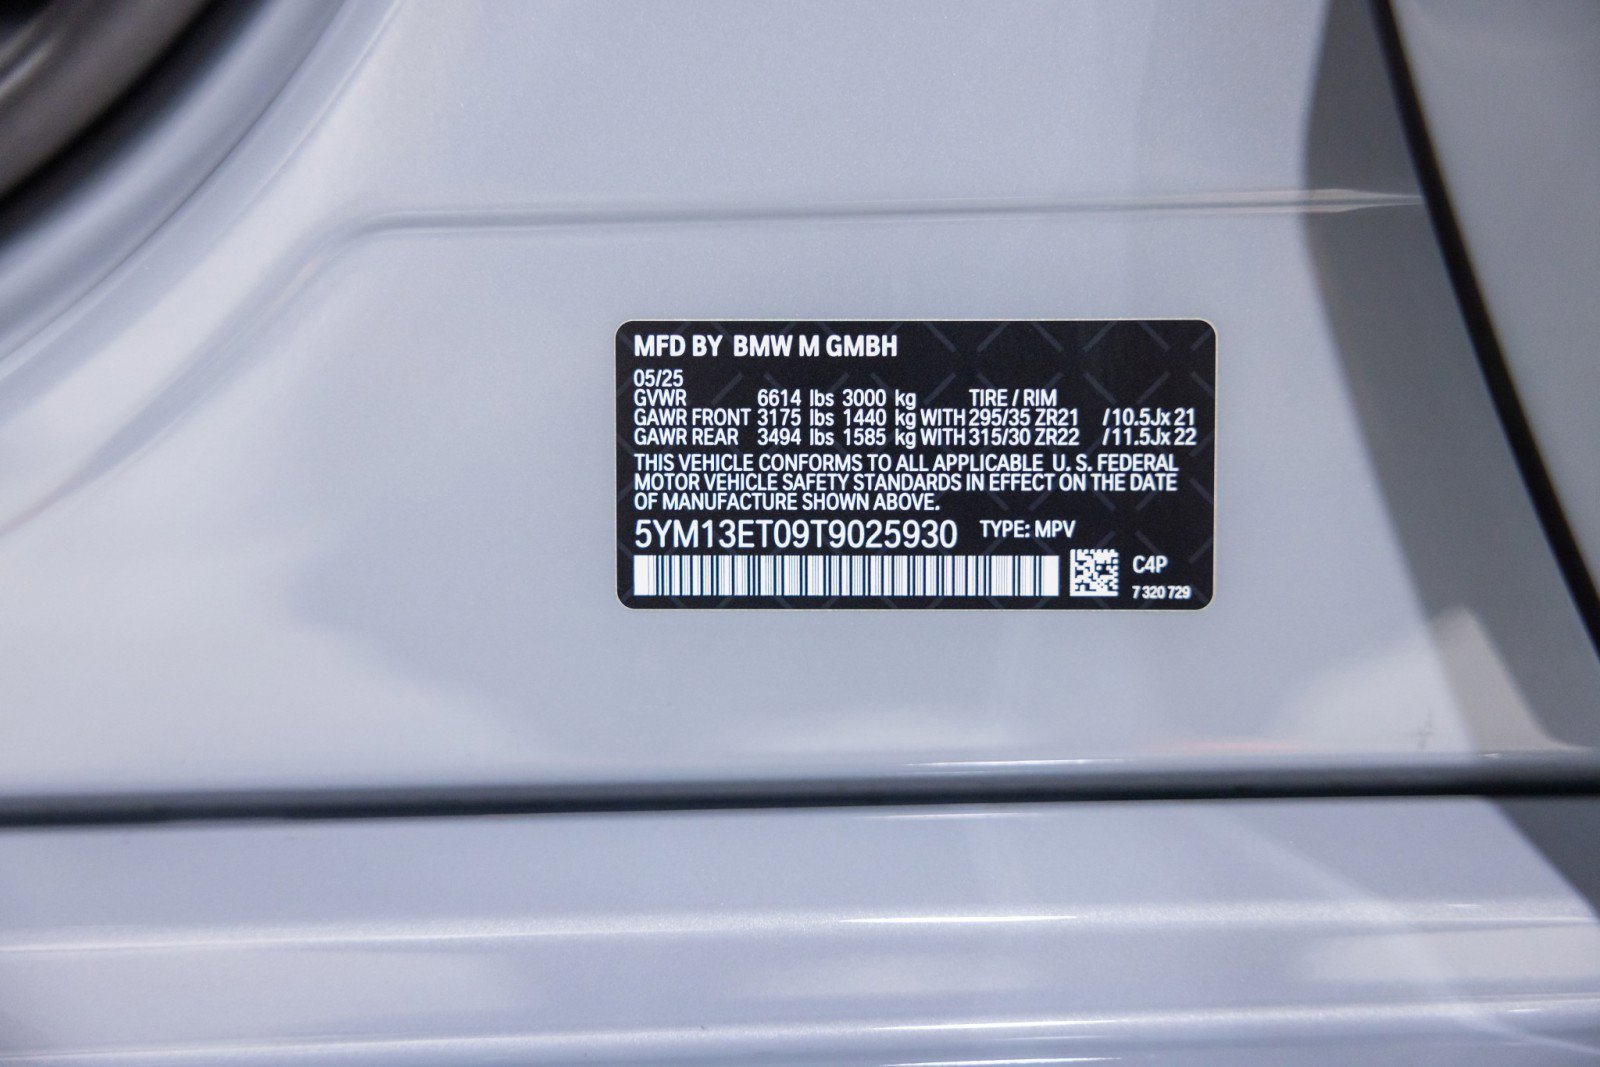 MFD BY BMW M GMBH
05/25
GVWR 6614 lbs 3000 kg TIRE / RIM
GAWR FRONT 3175 lbs 1440 kg WITH 295/35 ZR21 /10.5Jx 21
GAWR REAR 3494 lbs 1585 kg WITH 315/30 ZR22 /11.5Jx 22
THIS VEHICLE CONFORMS TO ALL APPLICABLE U. S. FEDERAL
MOTOR VEHICLE SAFETY STANDARDS IN EFFECT ON THE DATE
OF MANUFACTURE SHOWN ABOVE.
5YM13ET09T9025930 TYPE: MPV
C4P
7 320 729